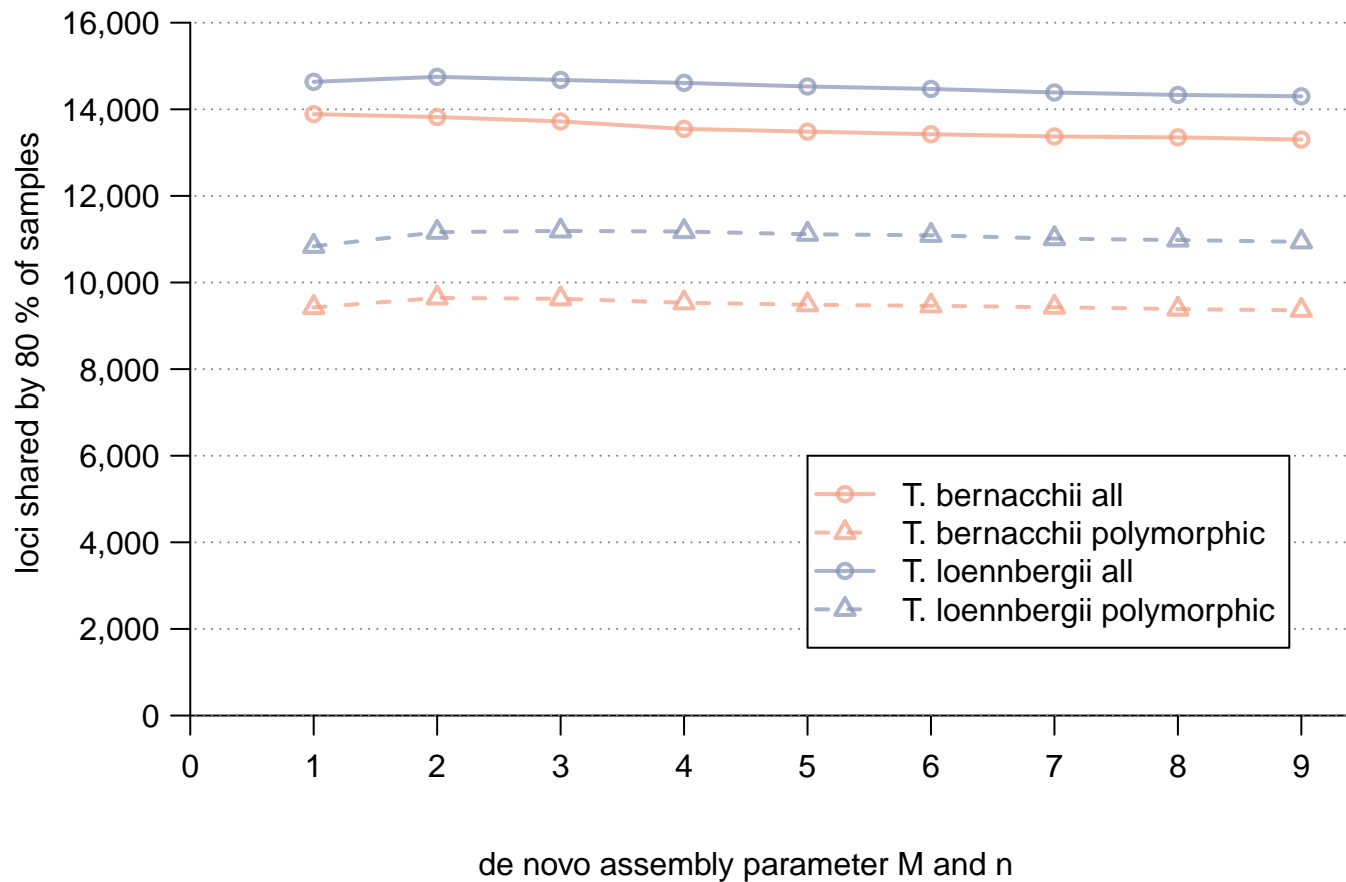 16,000
14,000
12,000
10,000
8,000
6,000
4,000
2,000
0
loci shared by 80 % of samples
T. bernacchii all
T. bernacchii polymorphic
T. loennbergii all
T. loennbergii polymorphic
0 1 2 3 4 5 6 7 8 9
de novo assembly parameter M and n